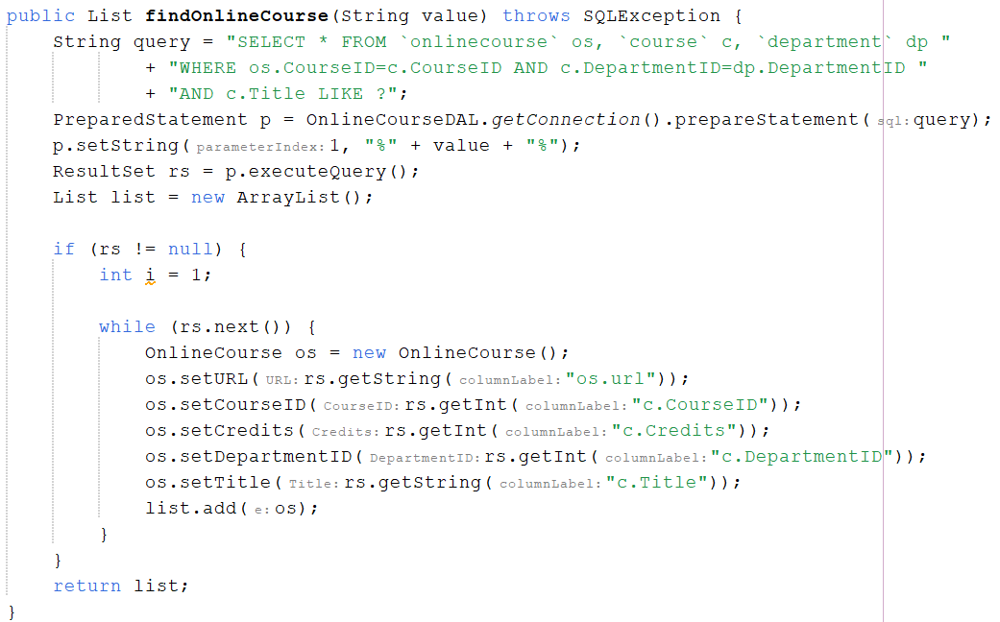 public List findOnlineCourse(String value) throws SQLException {
    String query = "SELECT * FROM `onlinecourse` os, `course` c, `department` dp "
            + "WHERE os.CourseID=c.CourseID AND c.DepartmentID=dp.DepartmentID "
            + "AND c.Title LIKE ?";
    PreparedStatement p = OnlineCourseDAL.getConnection().prepareStatement( sql: query);
    p.setString( parameterIndex: 1, "%" + value + "%");
    ResultSet rs = p.executeQuery();
    List list = new ArrayList();
    if (rs != null) {
        int i = 1;
        while (rs.next()) {
            OnlineCourse os = new OnlineCourse();
            os.setURL( URL: rs.getString( columnLabel: "os.url"));
            os.setCourseID( CourseID: rs.getInt( columnLabel: "c.CourseID"));
            os.setCredits( Credits: rs.getInt( columnLabel: "c.Credits"));
            os.setDepartmentID( DepartmentID: rs.getInt( columnLabel: "c.DepartmentID"));
            os.setTitle( Title: rs.getString( columnLabel: "c.Title"));
            list.add( e: os);
        }
    }
    return list;
}